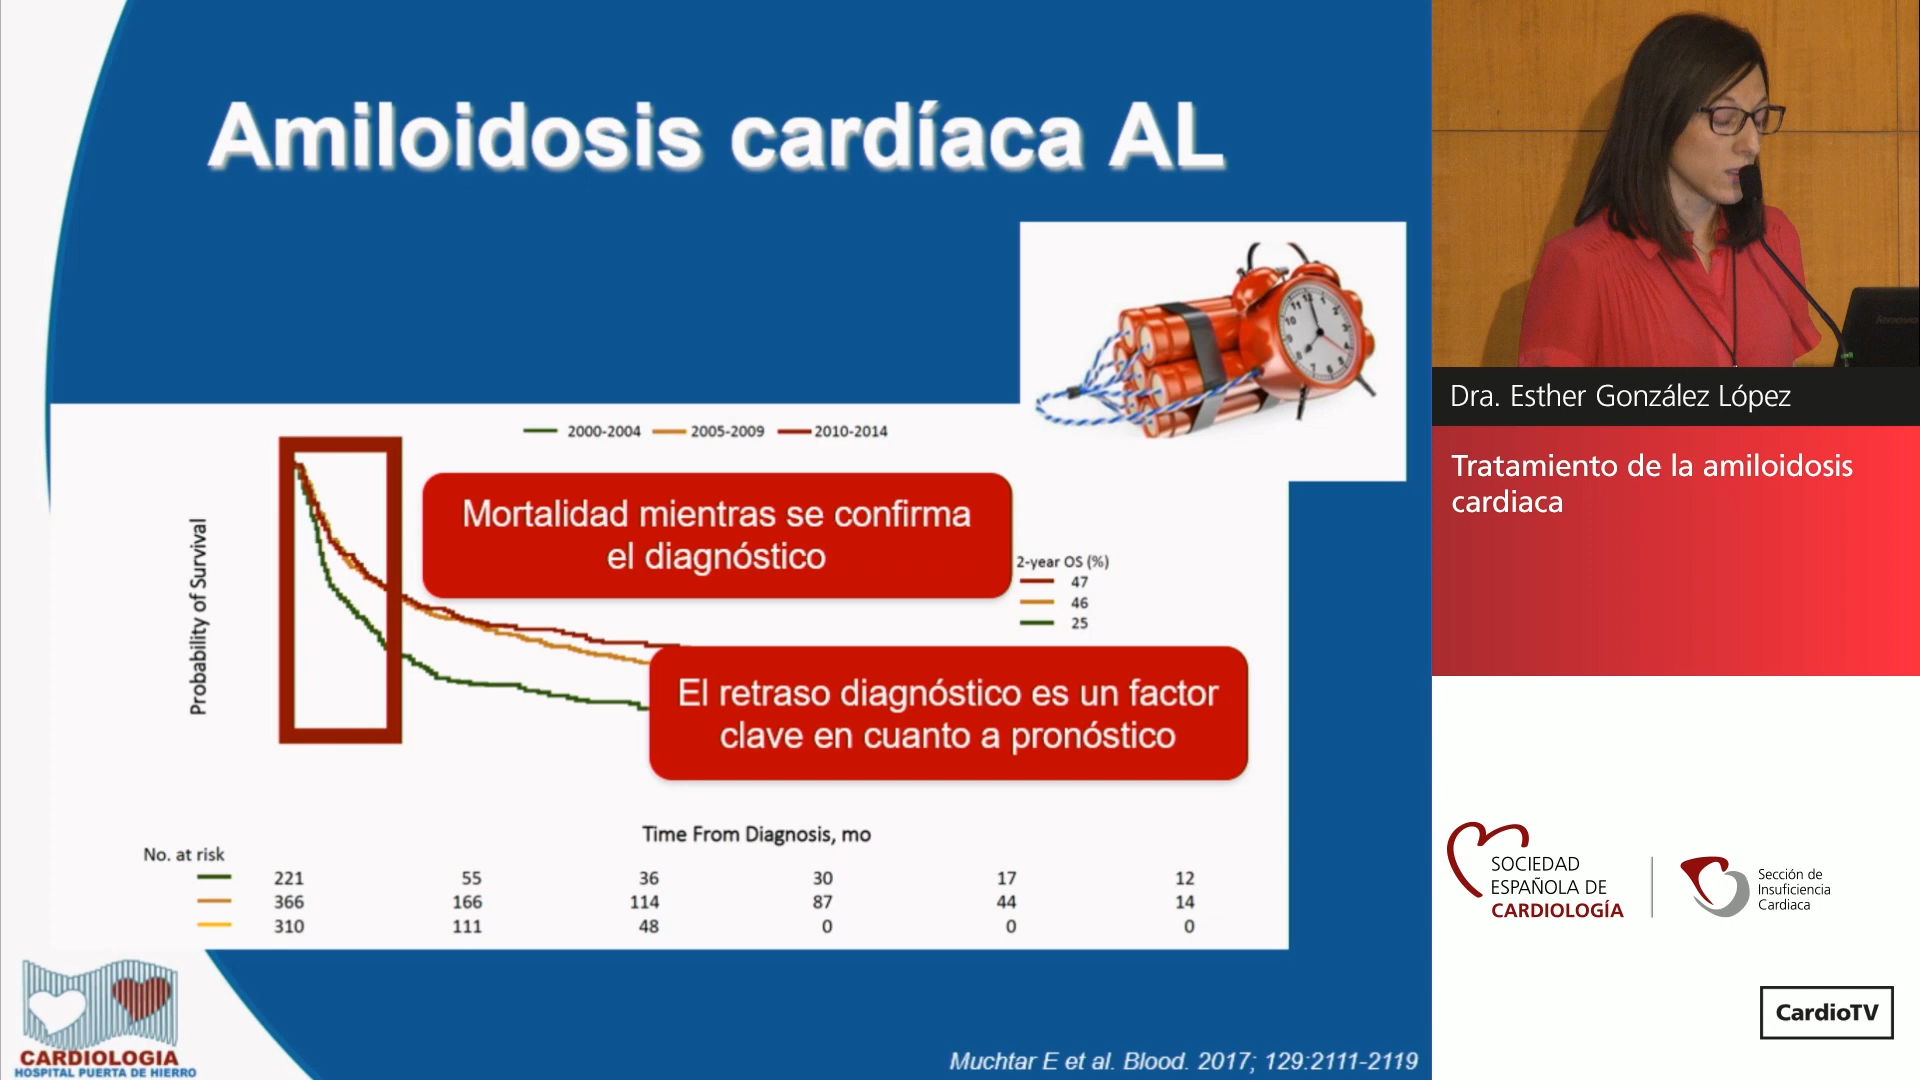 Amiloidosis cardíaca AL
2000-2004 2005-2009 2010-2014
Mortalidad mientras se confirma
el diagnóstico
Probability of Survival
2-year OS (%)
47
46
25
El retraso diagnóstico es un factor
clave en cuanto a pronóstico
Time From Diagnosis, mo
No. at risk
221 55 36 30 17 12
366 166 114 87 44 14
310 111 48 0 0 0
CARDIOLOGIA
HOSPITAL PUERTA DE HIERRO
Muchtar E et al. Blood. 2017; 129:2111-2119
Dra. Esther González López
Tratamiento de la amiloidosis
cardiaca
SOCIEDAD
ESPAÑOLA DE
CARDIOLOGÍA
Sección de
Insuficiencia
Cardiaca
CardioTV